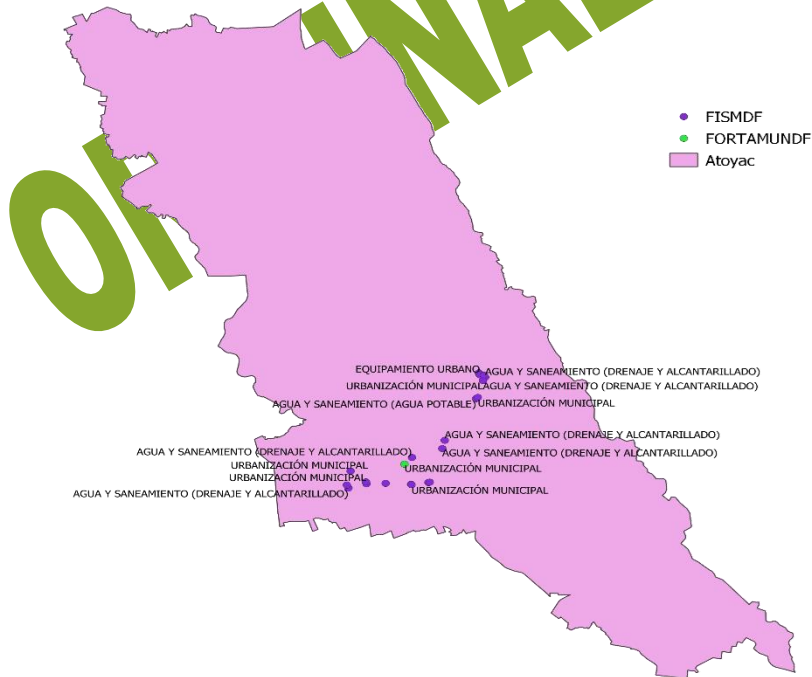 FISMDF
FORTAMUNDF
Atoyac
EQUIPAMIENTO URBANO
AGUA Y SANEAMIENTO (DRENAJE Y ALCANTARILLADO)
URBANIZACIÓN MUNICIPAL
AGUA Y SANEAMIENTO (DRENAJE Y ALCANTARILLADO)
AGUA Y SANEAMIENTO (AGUA POTABLE)
URBANIZACIÓN MUNICIPAL
AGUA Y SANEAMIENTO (DRENAJE Y ALCANTARILLADO)
AGUA Y SANEAMIENTO (DRENAJE Y ALCANTARILLADO)
AGUA Y SANEAMIENTO (DRENAJE Y ALCANTARILLADO)
URBANIZACIÓN MUNICIPAL
URBANIZACIÓN MUNICIPAL
URBANIZACIÓN MUNICIPAL
AGUA Y SANEAMIENTO (DRENAJE Y ALCANTARILLADO)
URBANIZACIÓN MUNICIPAL